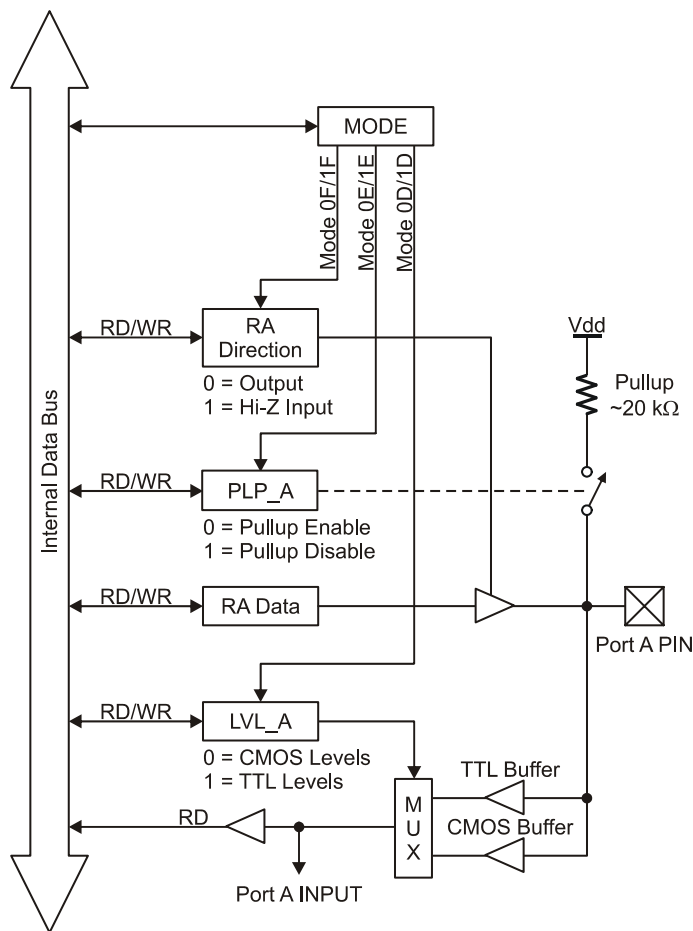 MODE
Mode 0F/1F
Mode 0E/1E
Mode 0D/1D
Internal Data Bus
RD/WR
RA
Direction
0 = Output
1 = Hi-Z Input
Vdd
Pullup
~20 kΩ
RD/WR
PLP_A
0 = Pullup Enable
1 = Pullup Disable
RD/WR
RA Data
Port A PIN
RD/WR
LVL_A
0 = CMOS Levels
1 = TTL Levels
MUX
TTL Buffer
CMOS Buffer
RD
Port A INPUT